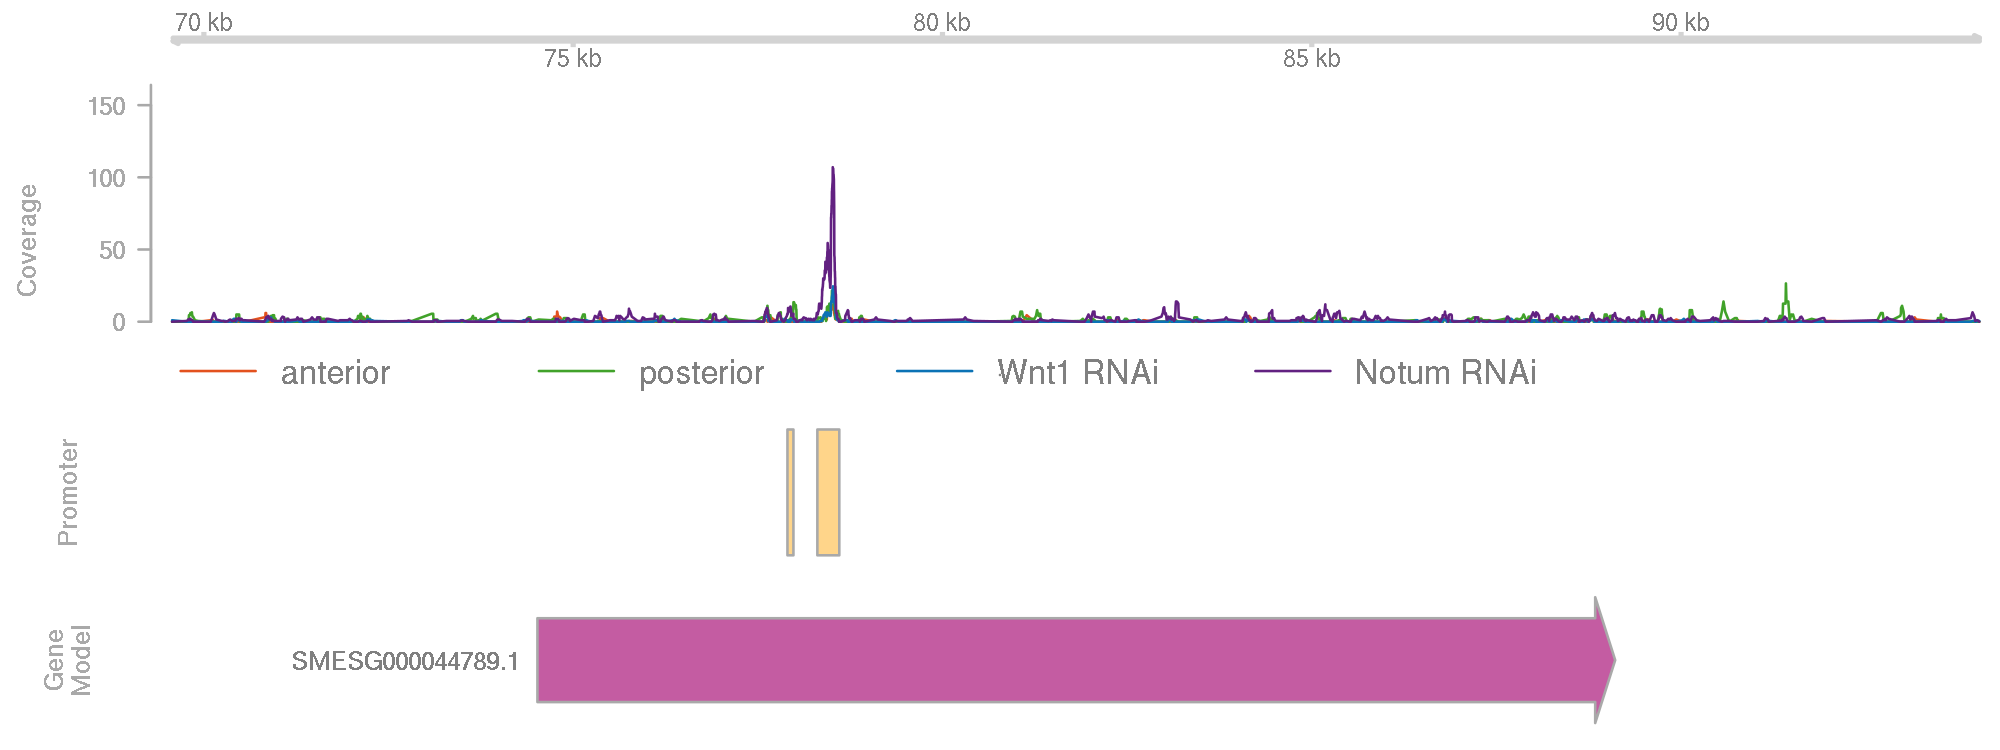 70 kb 80 kb 90 kb
75 kb 85 kb
150
100
50
0
Coverage
anterior posterior Wnt1 RNAi Notum RNAi
Promoter
Gene
Model
SMESG000044789.1